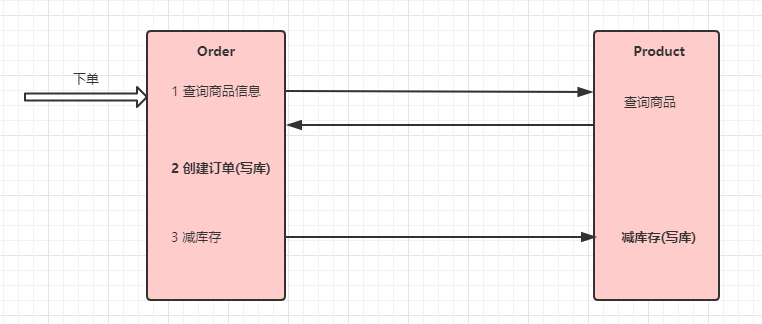 Order
Product
下单
1 查询商品信息
查询商品
2 创建订单(写库)
3 减库存
减库存(写库)